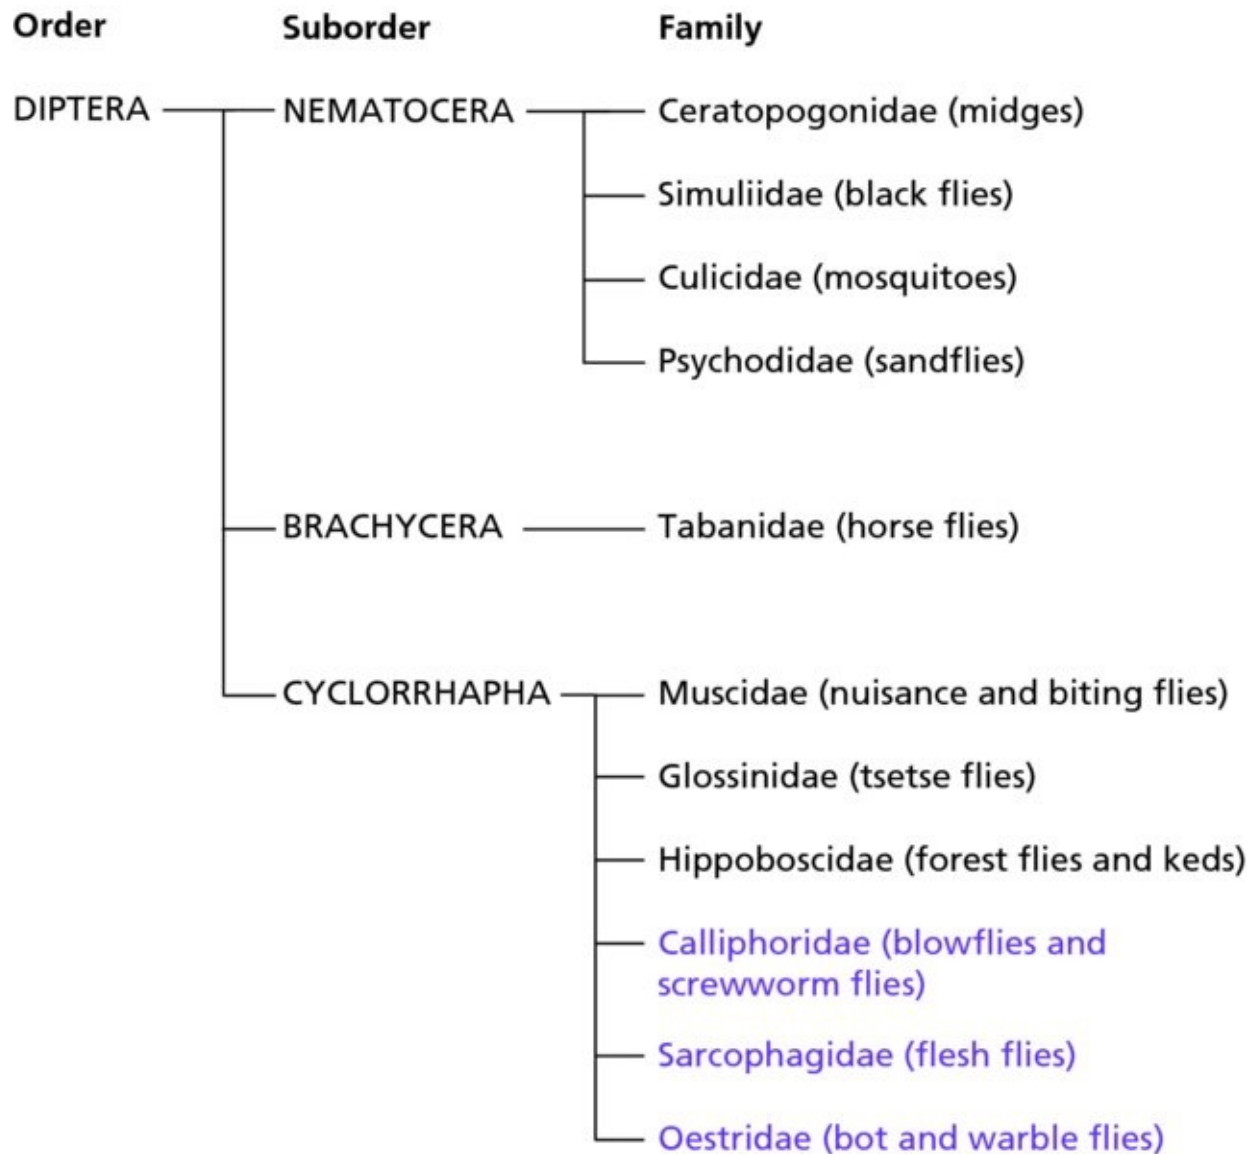 Order Suborder Family
DIPTERA NEMATOCERA Ceratopogonidae (midges)
Simuliidae (black flies)
Culicidae (mosquitoes)
Psychodidae (sandflies)
BRACHYCERA Tabanidae (horse flies)
CYCLORRHAPHA Muscidae (nuisance and biting flies)
Glossinidae (tsetse flies)
Hippoboscidae (forest flies and keds)
Calliphoridae (blowflies and
screwworm flies)
Sarcophagidae (flesh flies)
Oestridae (bot and warble flies)